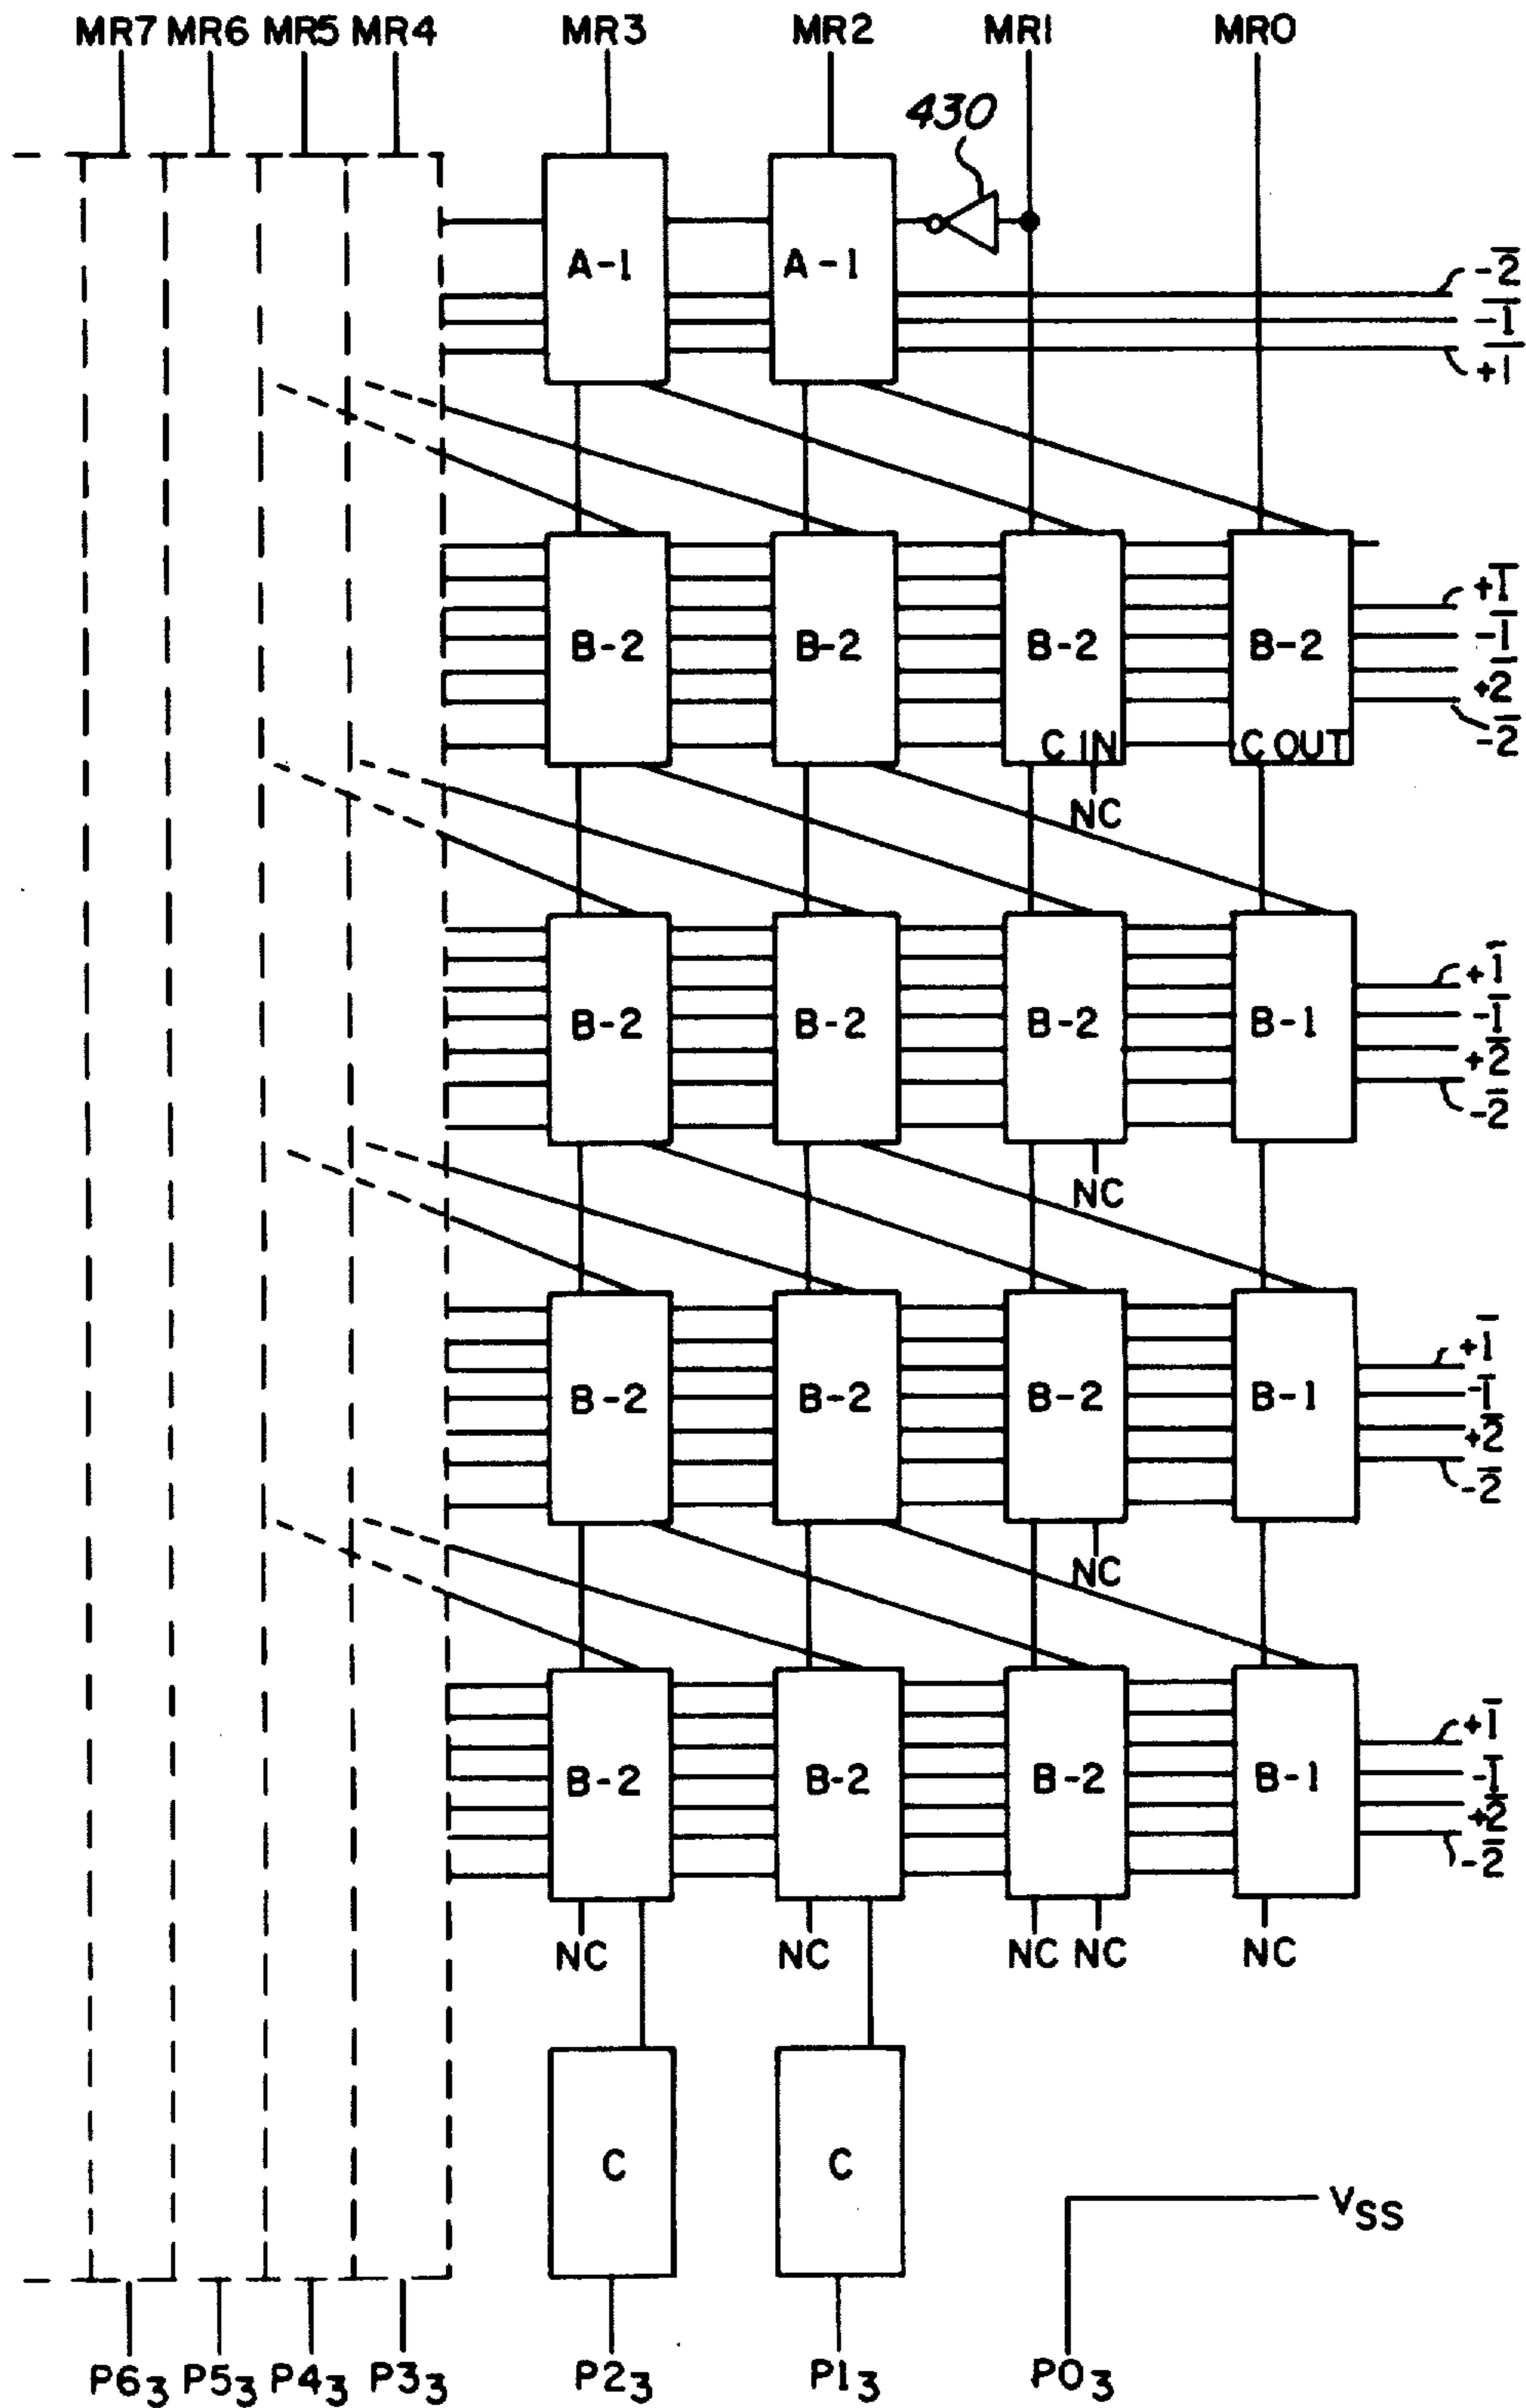 MR7 MR6 MR5 MR4 MR3 MR2 MR1 MR0
430
A-1 A-1
-2̅
-1̅
+1̅
B-2 B-2 B-2 B-2
+1̅
-1̅
+2̅
-2̅
C IN C OUT
NC
B-2 B-2 B-2 B-1
+1̅
-1̅
+2̅
-2̅
NC
B-2 B-2 B-2 B-1
+1̅
-1̅
+2̅
-2̅
NC
B-2 B-2 B-2 B-1
+1̅
-1̅
+2̅
-2̅
NC NC NC NC NC
C C
VSS
P6₃ P5₃ P4₃ P3₃ P2₃ P1₃ P0₃